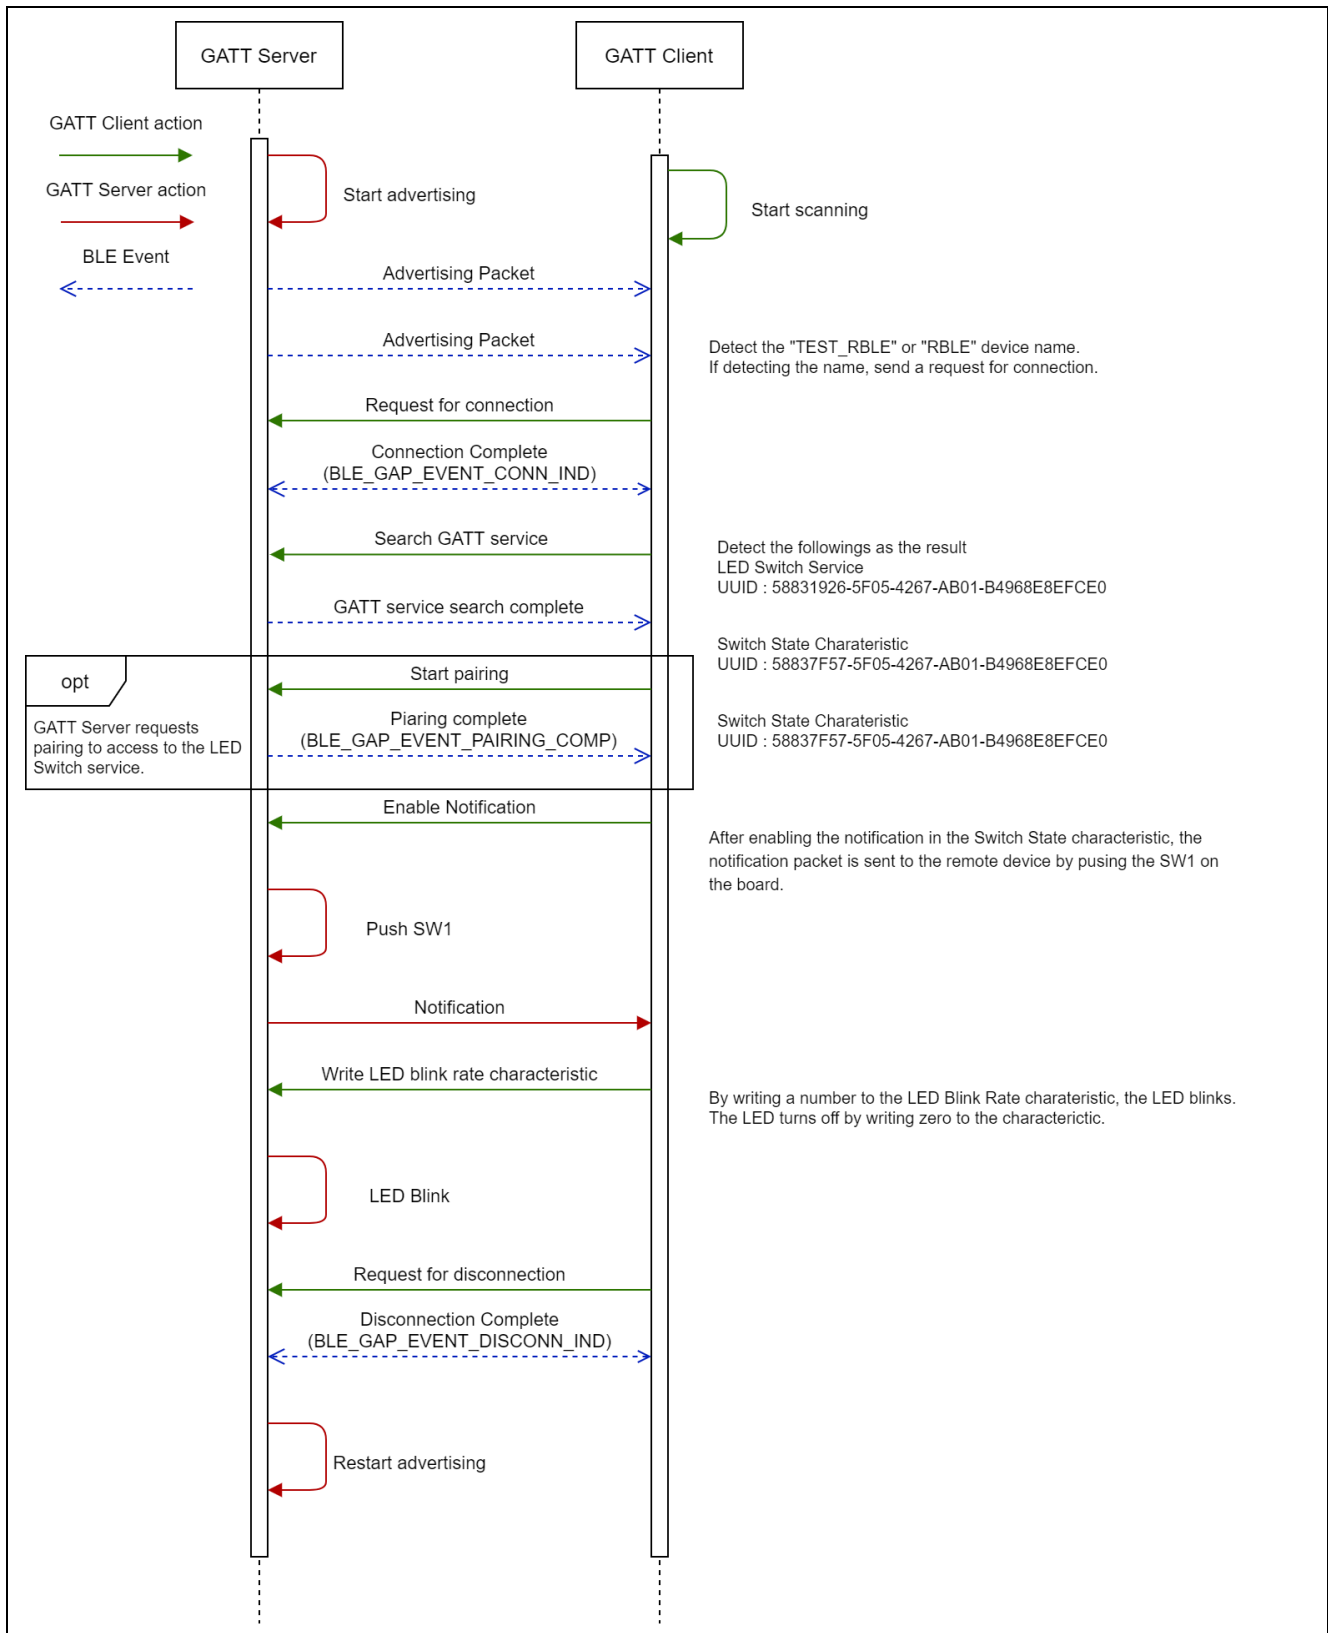 GATT Server
GATT Client
GATT Client action
GATT Server action
BLE Event
Start advertising
Start scanning
Advertising Packet
Advertising Packet
Detect the "TEST_RBLE" or "RBLE" device name.
If detecting the name, send a request for connection.
Request for connection
Connection Complete
(BLE_GAP_EVENT_CONN_IND)
Search GATT service
Detect the followings as the result
LED Switch Service
UUID : 58831926-5F05-4267-AB01-B4968E8EFCE0
GATT service search complete
Switch State Charateristic
UUID : 58837F57-5F05-4267-AB01-B4968E8EFCE0
opt
Start pairing
GATT Server requests
pairing to access to the LED
Switch service.
Piaring complete
(BLE_GAP_EVENT_PAIRING_COMP)
Switch State Charateristic
UUID : 58837F57-5F05-4267-AB01-B4968E8EFCE0
Enable Notification
After enabling the notification in the Switch State characteristic, the
notification packet is sent to the remote device by pusing the SW1 on
the board.
Push SW1
Notification
Write LED blink rate characteristic
By writing a number to the LED Blink Rate charateristic, the LED blinks.
The LED turns off by writing zero to the characterictic.
LED Blink
Request for disconnection
Disconnection Complete
(BLE_GAP_EVENT_DISCONN_IND)
Restart advertising